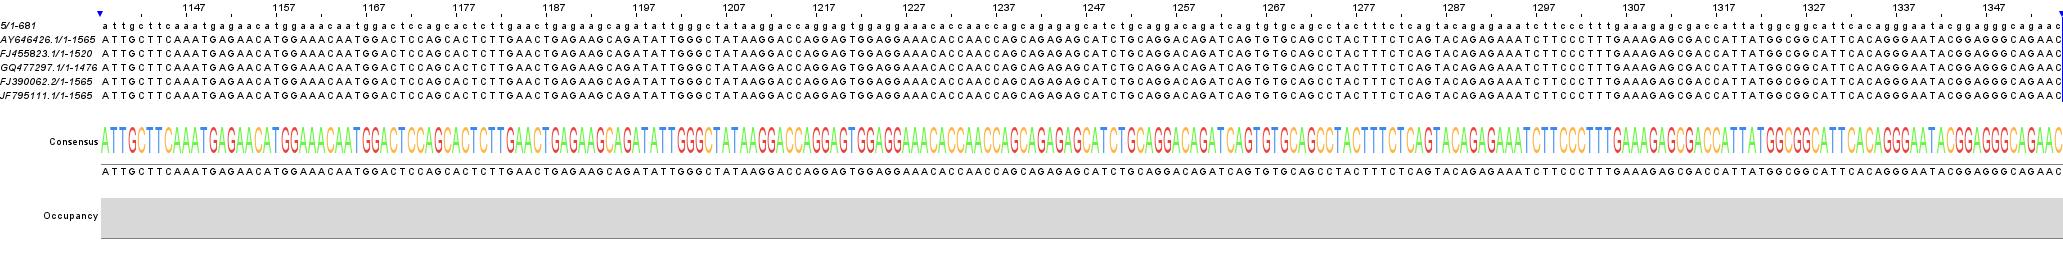 1147 1157 1167 1177 1187 1197 1207 1217 1227 1237 1247 1257 1267 1277 1287 1297 1307 1317 1327 1337 1347
5/1-681 attgcttcaaatgagaacatggaaacaatggactccagcactcttgaactgagaagcagatattgggctataaggaccaggagtggaggaaacaccaaccagcagagagcatctgcaggacagatcagtgtgcagcctactttctcagtacagagaaatcttccctttgaaagagcgaccattatggcggcattcacagggaatacggagggcagaac
AY646426.1/1-1565 ATTGCTTCAAATGAGAACATGGAAACAATGGACTCCAGCACTCTTGAACTGAGAAGCAGATATTGGGCTATAAGGACCAGGAGTGGAGGAAACACCAACCAGCAGAGAGCATCTGCAGGACAGATCAGTGTGCAGCCTACTTTCTCAGTACAGAGAAATCTTCCCTTTGAAAGAGCGACCATTATGGCGGCATTCACAGGGAATACGGAGGGCAGAAC
FJ455823.1/1-1520 ATTGCTTCAAATGAGAACATGGAAACAATGGACTCCAGCACTCTTGAACTGAGAAGCAGATATTGGGCTATAAGGACCAGGAGTGGAGGAAACACCAACCAGCAGAGAGCATCTGCAGGACAGATCAGTGTGCAGCCTACTTTCTCAGTACAGAGAAATCTTCCCTTTGAAAGAGCGACCATTATGGCGGCATTCACAGGGAATACGGAGGGCAGAAC
GQ477297.1/1-1476 ATTGCTTCAAATGAGAACATGGAAACAATGGACTCCAGCACTCTTGAACTGAGAAGCAGATATTGGGCTATAAGGACCAGGAGTGGAGGAAACACCAACCAGCAGAGAGCATCTGCAGGACAGATCAGTGTGCAGCCTACTTTCTCAGTACAGAGAAATCTTCCCTTTGAAAGAGCGACCATTATGGCGGCATTCACAGGGAATACGGAGGGCAGAAC
FJ390062.2/1-1565 ATTGCTTCAAATGAGAACATGGAAACAATGGACTCCAGCACTCTTGAACTGAGAAGCAGATATTGGGCTATAAGGACCAGGAGTGGAGGAAACACCAACCAGCAGAGAGCATCTGCAGGACAGATCAGTGTGCAGCCTACTTTCTCAGTACAGAGAAATCTTCCCTTTGAAAGAGCGACCATTATGGCGGCATTCACAGGGAATACGGAGGGCAGAAC
JF795111.1/1-1565 ATTGCTTCAAATGAGAACATGGAAACAATGGACTCCAGCACTCTTGAACTGAGAAGCAGATATTGGGCTATAAGGACCAGGAGTGGAGGAAACACCAACCAGCAGAGAGCATCTGCAGGACAGATCAGTGTGCAGCCTACTTTCTCAGTACAGAGAAATCTTCCCTTTGAAAGAGCGACCATTATGGCGGCATTCACAGGGAATACGGAGGGCAGAAC
Consensus ATTGCTTCAAATGAGAACATGGAAACAATGGACTCCAGCACTCTTGAACTGAGAAGCAGATATTGGGCTATAAGGACCAGGAGTGGAGGAAACACCAACCAGCAGAGAGCATCTGCAGGACAGATCAGTGTGCAGCCTACTTTCTCAGTACAGAGAAATCTTCCCTTTGAAAGAGCGACCATTATGGCGGCATTCACAGGGAATACGGAGGGCAGAAC
ATTGCTTCAAATGAGAACATGGAAACAATGGACTCCAGCACTCTTGAACTGAGAAGCAGATATTGGGCTATAAGGACCAGGAGTGGAGGAAACACCAACCAGCAGAGAGCATCTGCAGGACAGATCAGTGTGCAGCCTACTTTCTCAGTACAGAGAAATCTTCCCTTTGAAAGAGCGACCATTATGGCGGCATTCACAGGGAATACGGAGGGCAGAAC
Occupancy